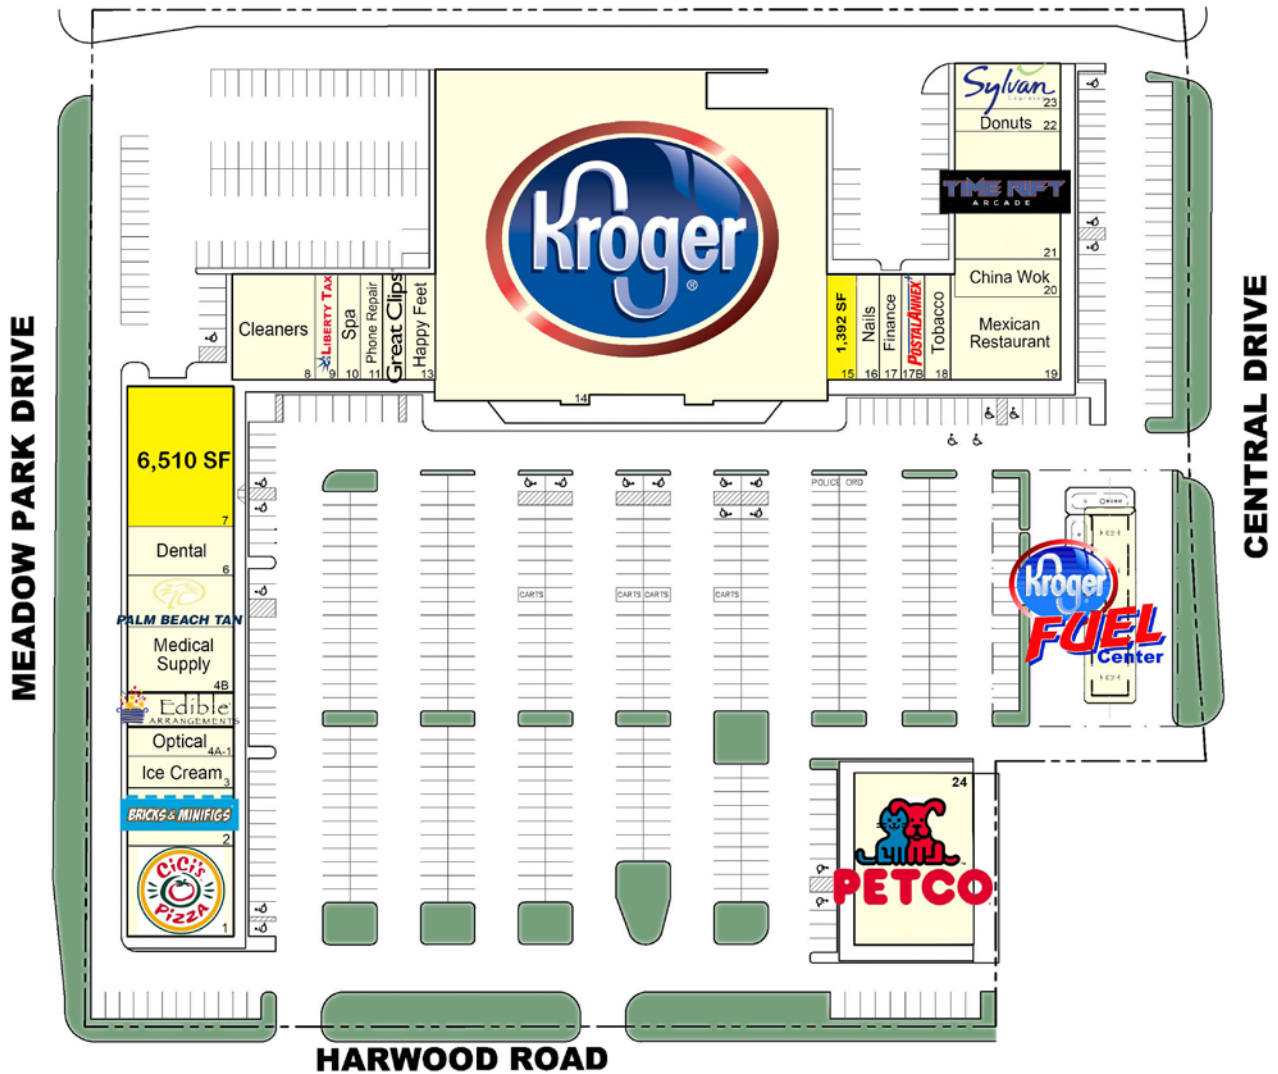 Sylvan
Learning
23
Donuts 22
TIME RIFT
ARCADE
21
China Wok
20
Mexican
Restaurant
19
Kroger
®
14
Cleaners
8
LIBERTY TAX
9
Spa
10
Phone Repair
11
Great Clips
Happy Feet
13
1,392 SF
15
Nails
16
Finance
17
POSTALANNEX+
17B
Tobacco
18
MEADOW PARK DRIVE
CENTRAL DRIVE
6,510 SF
7
Dental
6
PALM BEACH TAN
Medical
Supply
4B
Edible
ARRANGEMENTS
Optical
4A-1
Ice Cream
3
BRICKS & MINIFIGS
2
CiCi's
Pizza
1
POLICE ORD
CARTS
CARTS CARTS
CARTS
Kroger
FUEL
Center
24
PETCO
HARWOOD ROAD